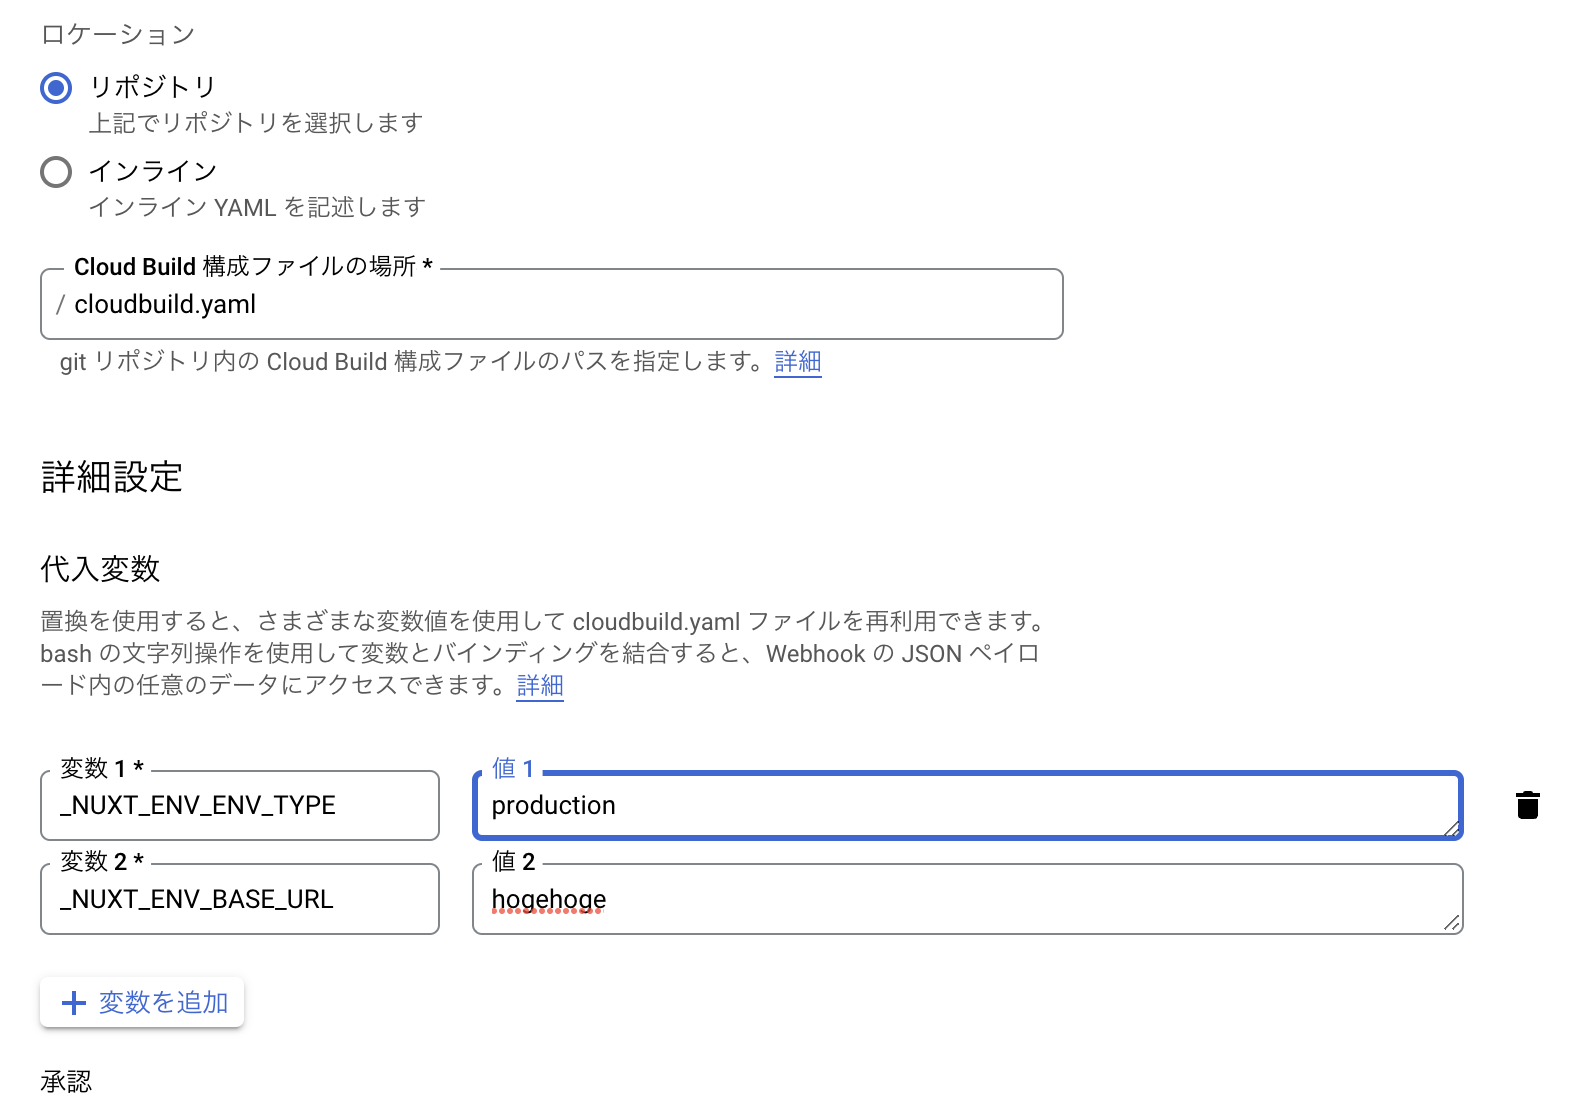 ロケーション
リポジトリ
上記でリポジトリを選択します
インライン
インライン YAML を記述します
Cloud Build 構成ファイルの場所 *
/ cloudbuild.yaml
git リポジトリ内の Cloud Build 構成ファイルのパスを指定します。詳細
詳細設定
代入変数
置換を使用すると、さまざまな変数値を使用して cloudbuild.yaml ファイルを再利用できます。
bash の文字列操作を使用して変数とバインディングを結合すると、Webhook の JSON ペイロ
ード内の任意のデータにアクセスできます。詳細
変数 1 * 値 1
_NUXT_ENV_ENV_TYPE production
変数 2 * 値 2
_NUXT_ENV_BASE_URL hogehoge
変数を追加
承認